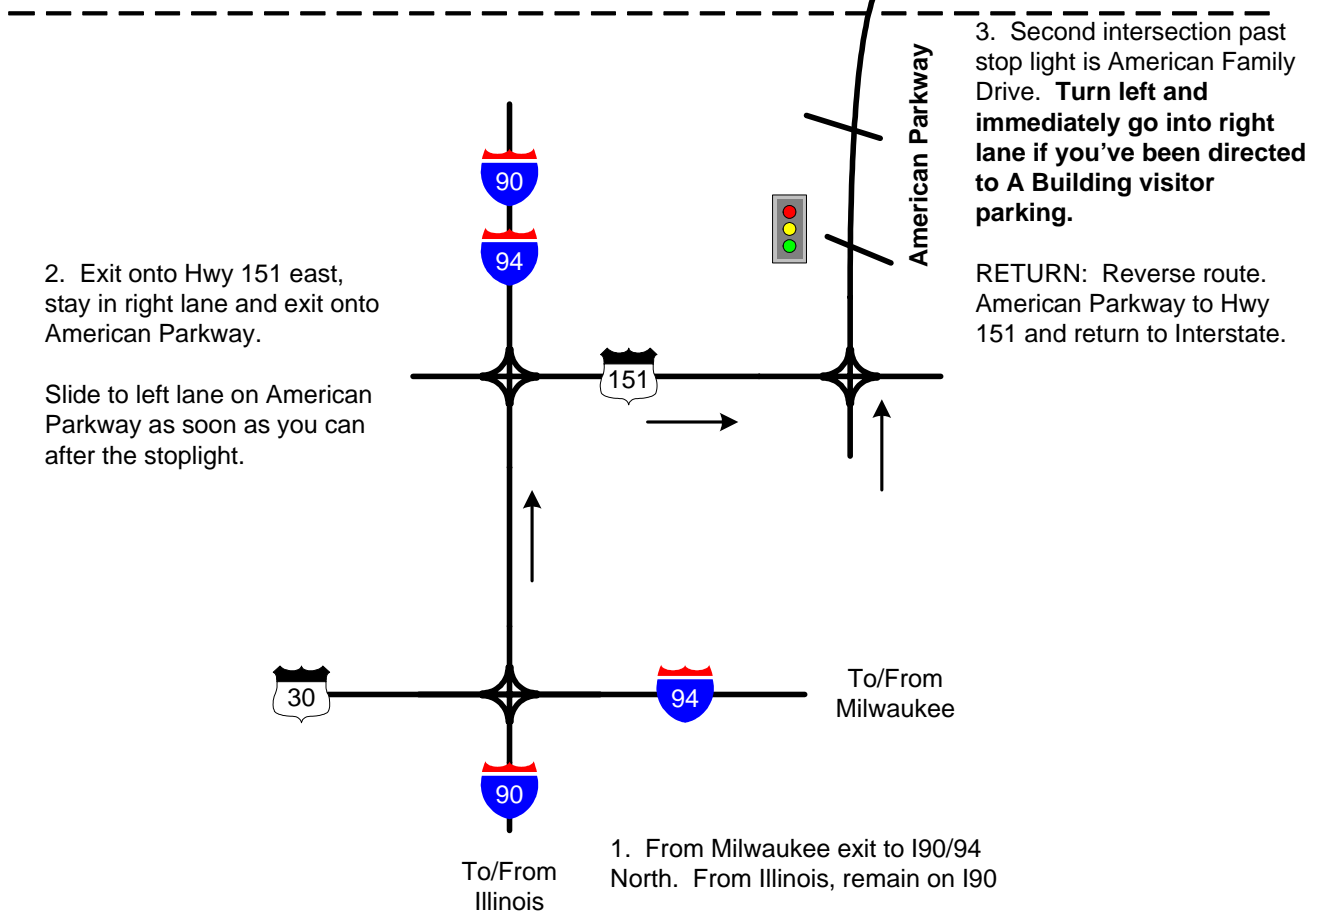 3.  Second intersection past
stop light is American Family
Drive.  Turn left and
immediately go into right
lane if you've been directed
to A Building visitor
parking.
RETURN:  Reverse route.
American Parkway to Hwy
151 and return to Interstate.
American Parkway
90
94
2.  Exit onto Hwy 151 east,
stay in right lane and exit onto
American Parkway.
Slide to left lane on American
Parkway as soon as you can
after the stoplight.
151
30
94
To/From
Milwaukee
90
To/From
Illinois
1.  From Milwaukee exit to I90/94
North.  From Illinois, remain on I90